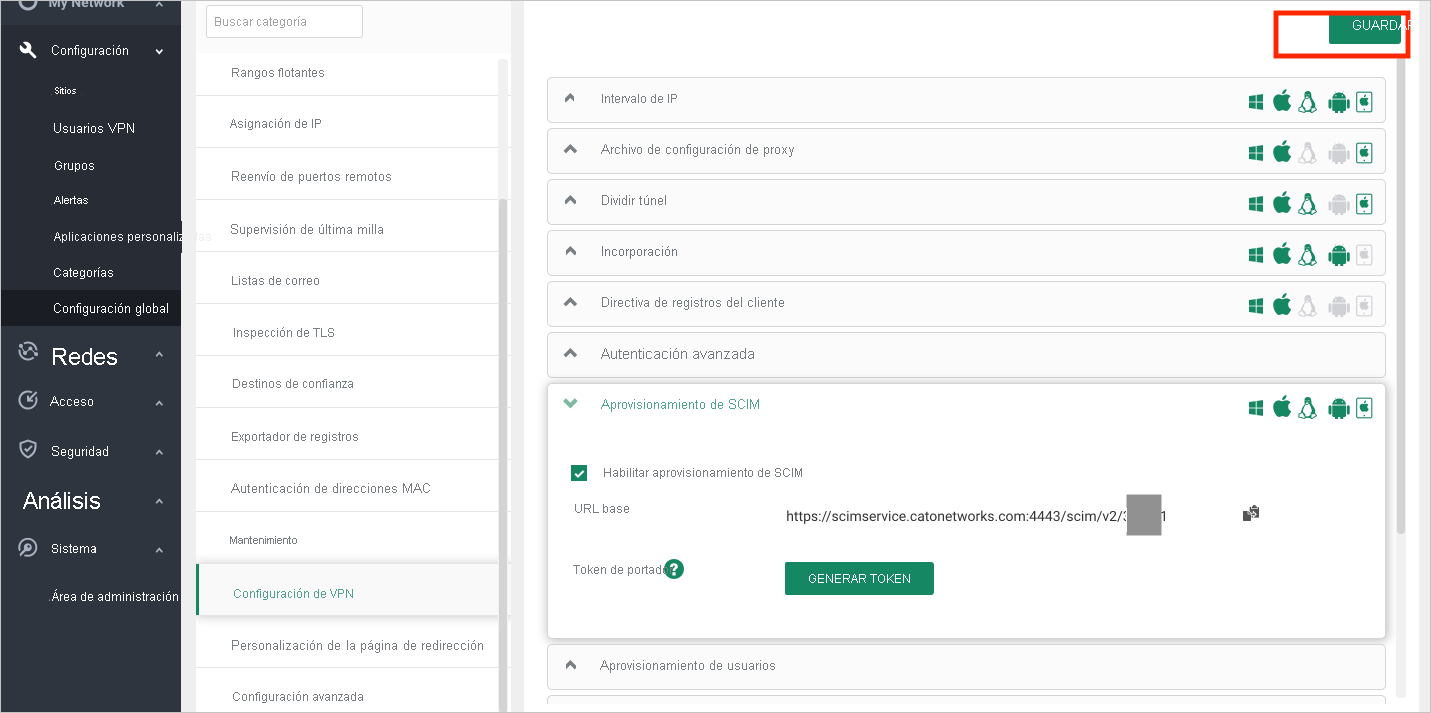 My Network
Configuración
Sitios
Usuarios VPN
Grupos
Alertas
Aplicaciones personalizadas
Categorías
Configuración global
Redes
Acceso
Seguridad
Análisis
Sistema
Área de administración
Buscar categoría
Rangos flotantes
Asignación de IP
Reenvío de puertos remotos
Supervisión de última milla
Listas de correo
Inspección de TLS
Destinos de confianza
Exportador de registros
Autenticación de direcciones MAC
Mantenimiento
Configuración de VPN
Personalización de la página de redirección
Configuración avanzada
GUARDAR
Intervalo de IP
Archivo de configuración de proxy
Dividir túnel
Incorporación
Directiva de registros del cliente
Autenticación avanzada
Aprovisionamiento de SCIM
Habilitar aprovisionamiento de SCIM
URL base
https://scimservice.catonetworks.com:4443/scim/v2/
Token de portador
?
GENERAR TOKEN
Aprovisionamiento de usuarios